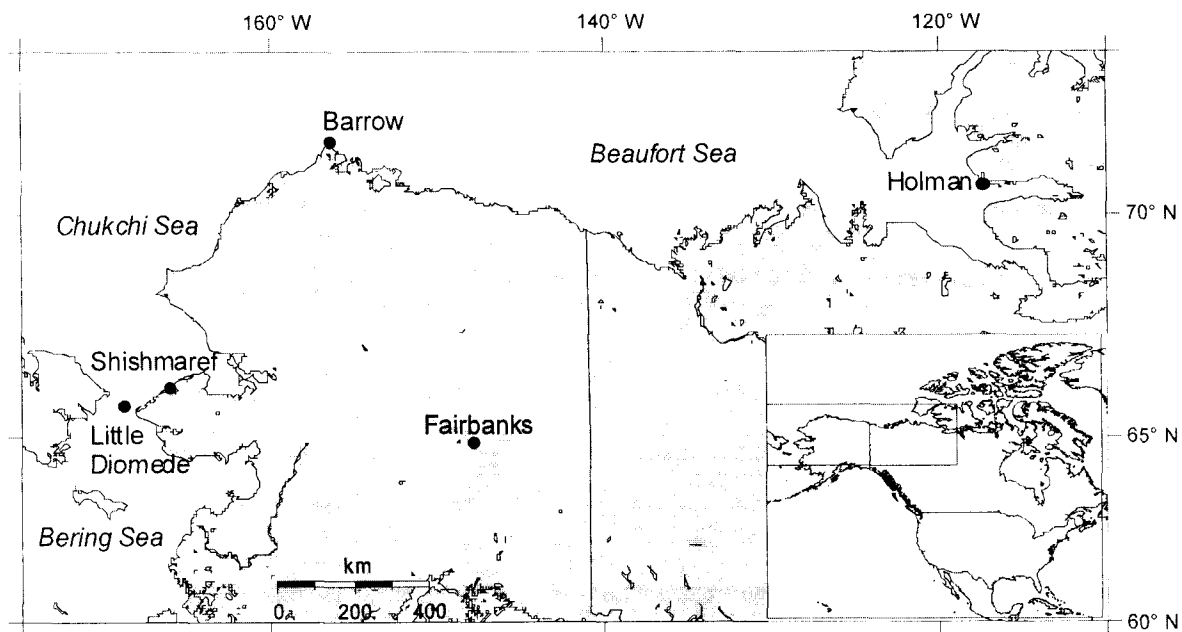 160° W
140° W
120° W
Barrow
Beaufort Sea
Holman
Chukchi Sea
70° N
Shishmaref
Little
Diomede
Fairbanks
65° N
Bering Sea
km
0 200 400
60° N